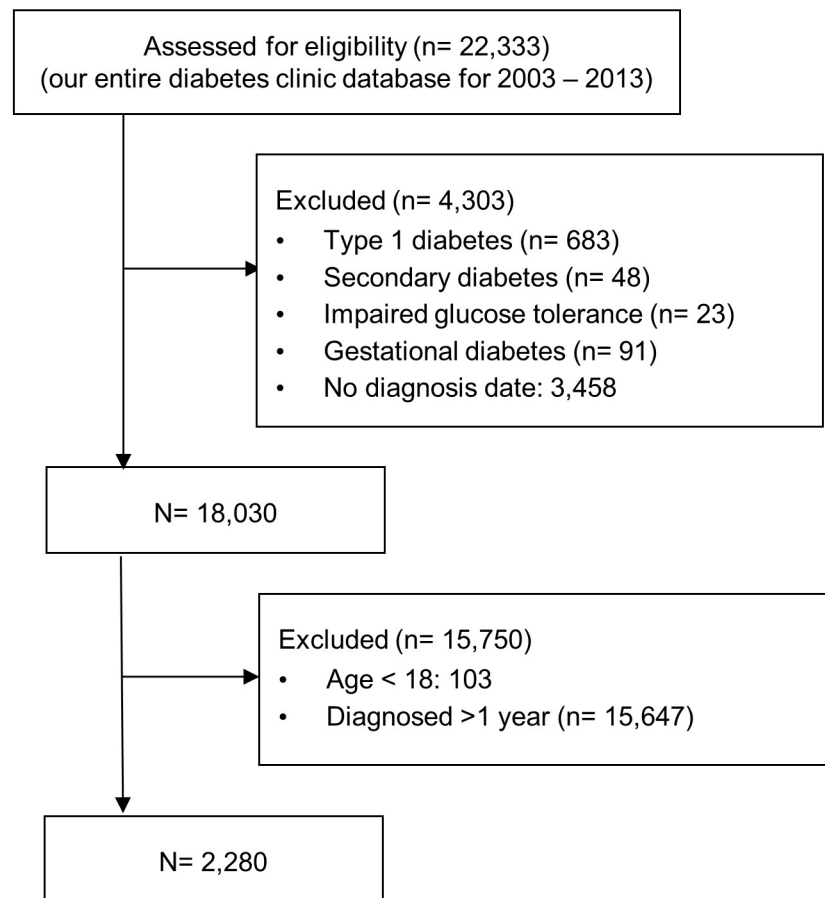 Assessed for eligibility (n= 22,333)
(our entire diabetes clinic database for 2003 – 2013)
Excluded (n= 4,303)
• Type 1 diabetes (n= 683)
• Secondary diabetes (n= 48)
• Impaired glucose tolerance (n= 23)
• Gestational diabetes (n= 91)
• No diagnosis date: 3,458
N= 18,030
Excluded (n= 15,750)
• Age < 18: 103
• Diagnosed >1 year (n= 15,647)
N= 2,280